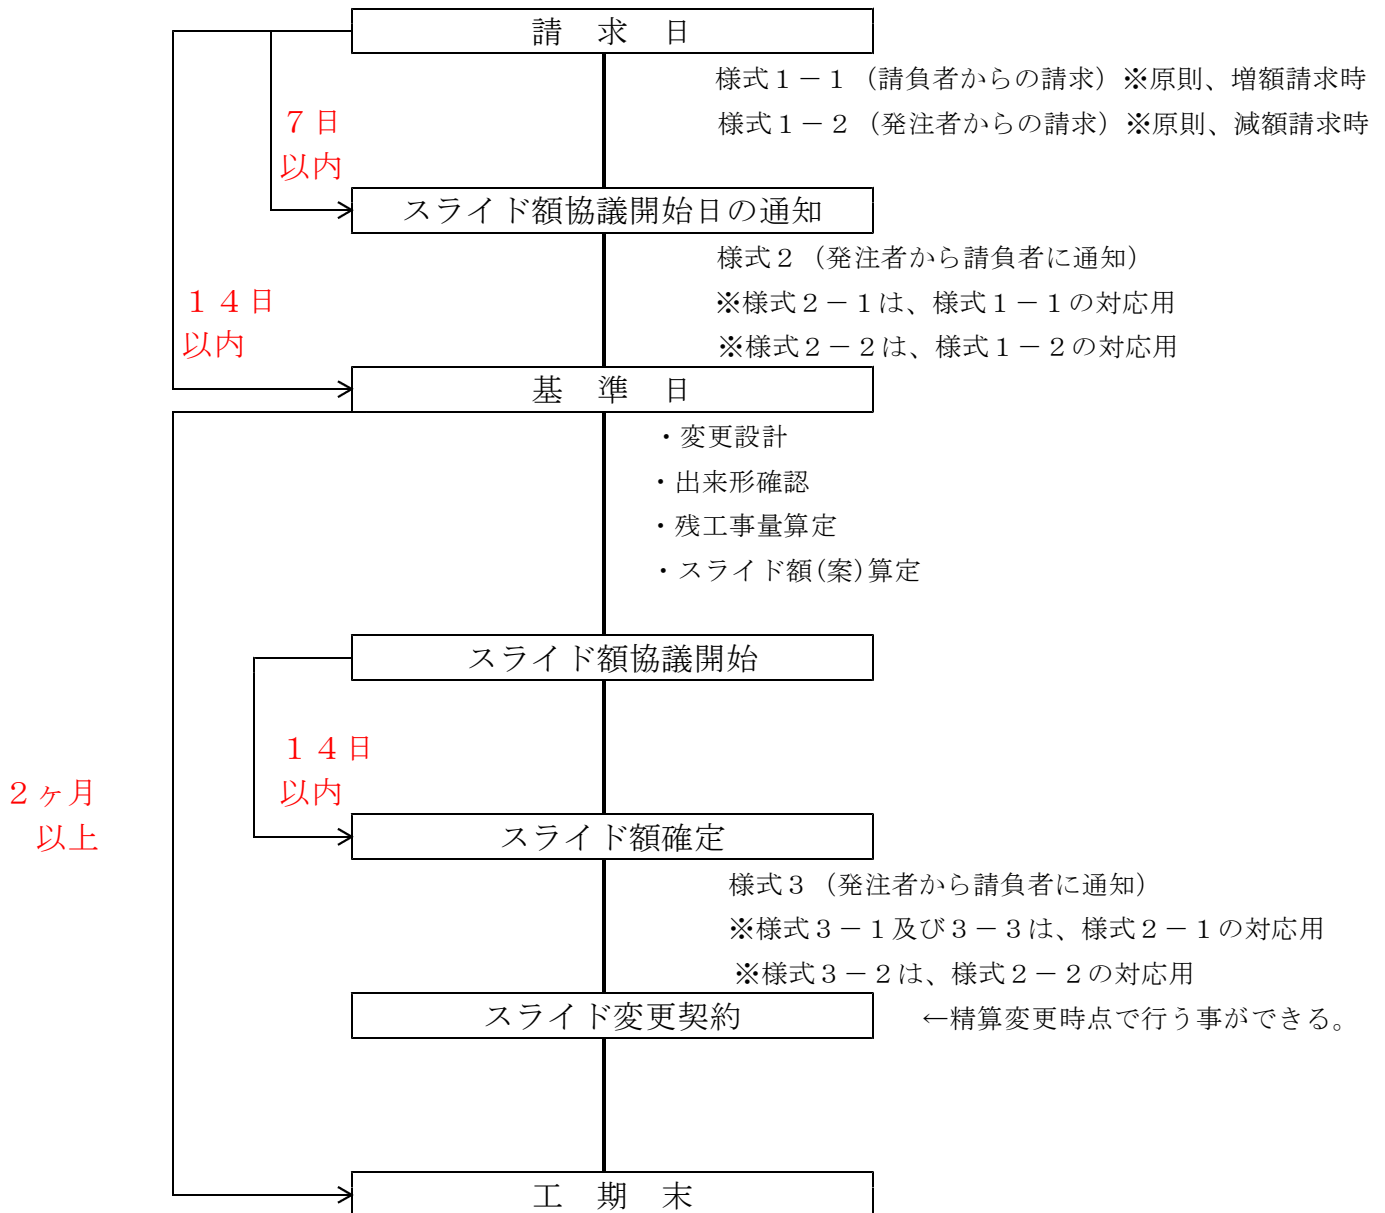 請　求　日
様式１－１（請負者からの請求）※原則、増額請求時
様式１－２（発注者からの請求）※原則、減額請求時
７日
以内
スライド額協議開始日の通知
様式２（発注者から請負者に通知）
※様式２－１は、様式１－１の対応用
※様式２－２は、様式１－２の対応用
１４日
以内
基　準　日
・変更設計
・出来形確認
・残工事量算定
・スライド額(案)算定
スライド額協議開始
１４日
以内
２ヶ月
以上
スライド額確定
様式３（発注者から請負者に通知）
※様式３－１及び３－３は、様式２－１の対応用
※様式３－２は、様式２－２の対応用
スライド変更契約
←精算変更時点で行う事ができる。
工　期　末